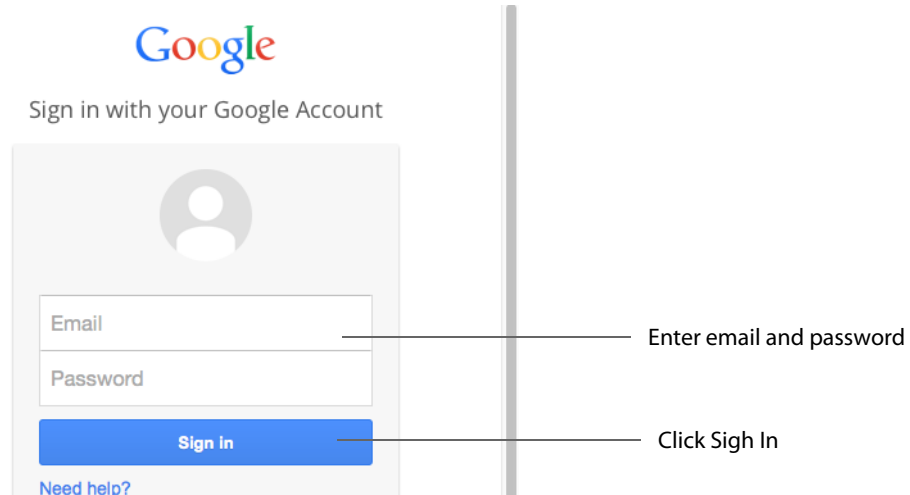 Google
Sign in with your Google Account
Email
Enter email and password
Password
Sign in
Click Sigh In
Need help?